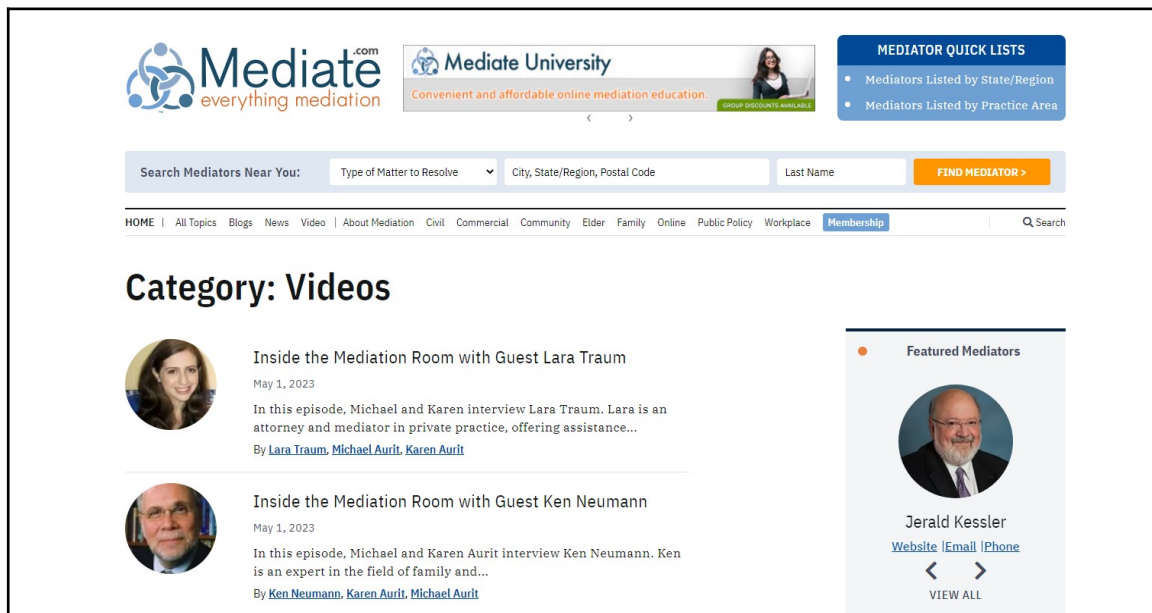 Mediate.com
everything mediation
Mediate University
Convenient and affordable online mediation education.
GROUP DISCOUNTS AVAILABLE
MEDIATOR QUICK LISTS
Mediators Listed by State/Region
Mediators Listed by Practice Area
Search Mediators Near You: Type of Matter to Resolve City, State/Region, Postal Code Last Name FIND MEDIATOR >
HOME | All Topics Blogs News Video | About Mediation Civil Commercial Community Elder Family Online Public Policy Workplace Membership Search
Category: Videos
Inside the Mediation Room with Guest Lara Traum
May 1, 2023
In this episode, Michael and Karen interview Lara Traum. Lara is an
attorney and mediator in private practice, offering assistance...
By Lara Traum, Michael Aurit, Karen Aurit
Inside the Mediation Room with Guest Ken Neumann
May 1, 2023
In this episode, Michael and Karen Aurit interview Ken Neumann. Ken
is an expert in the field of family and...
By Ken Neumann, Karen Aurit, Michael Aurit
Featured Mediators
Jerald Kessler
Website |Email |Phone
VIEW ALL